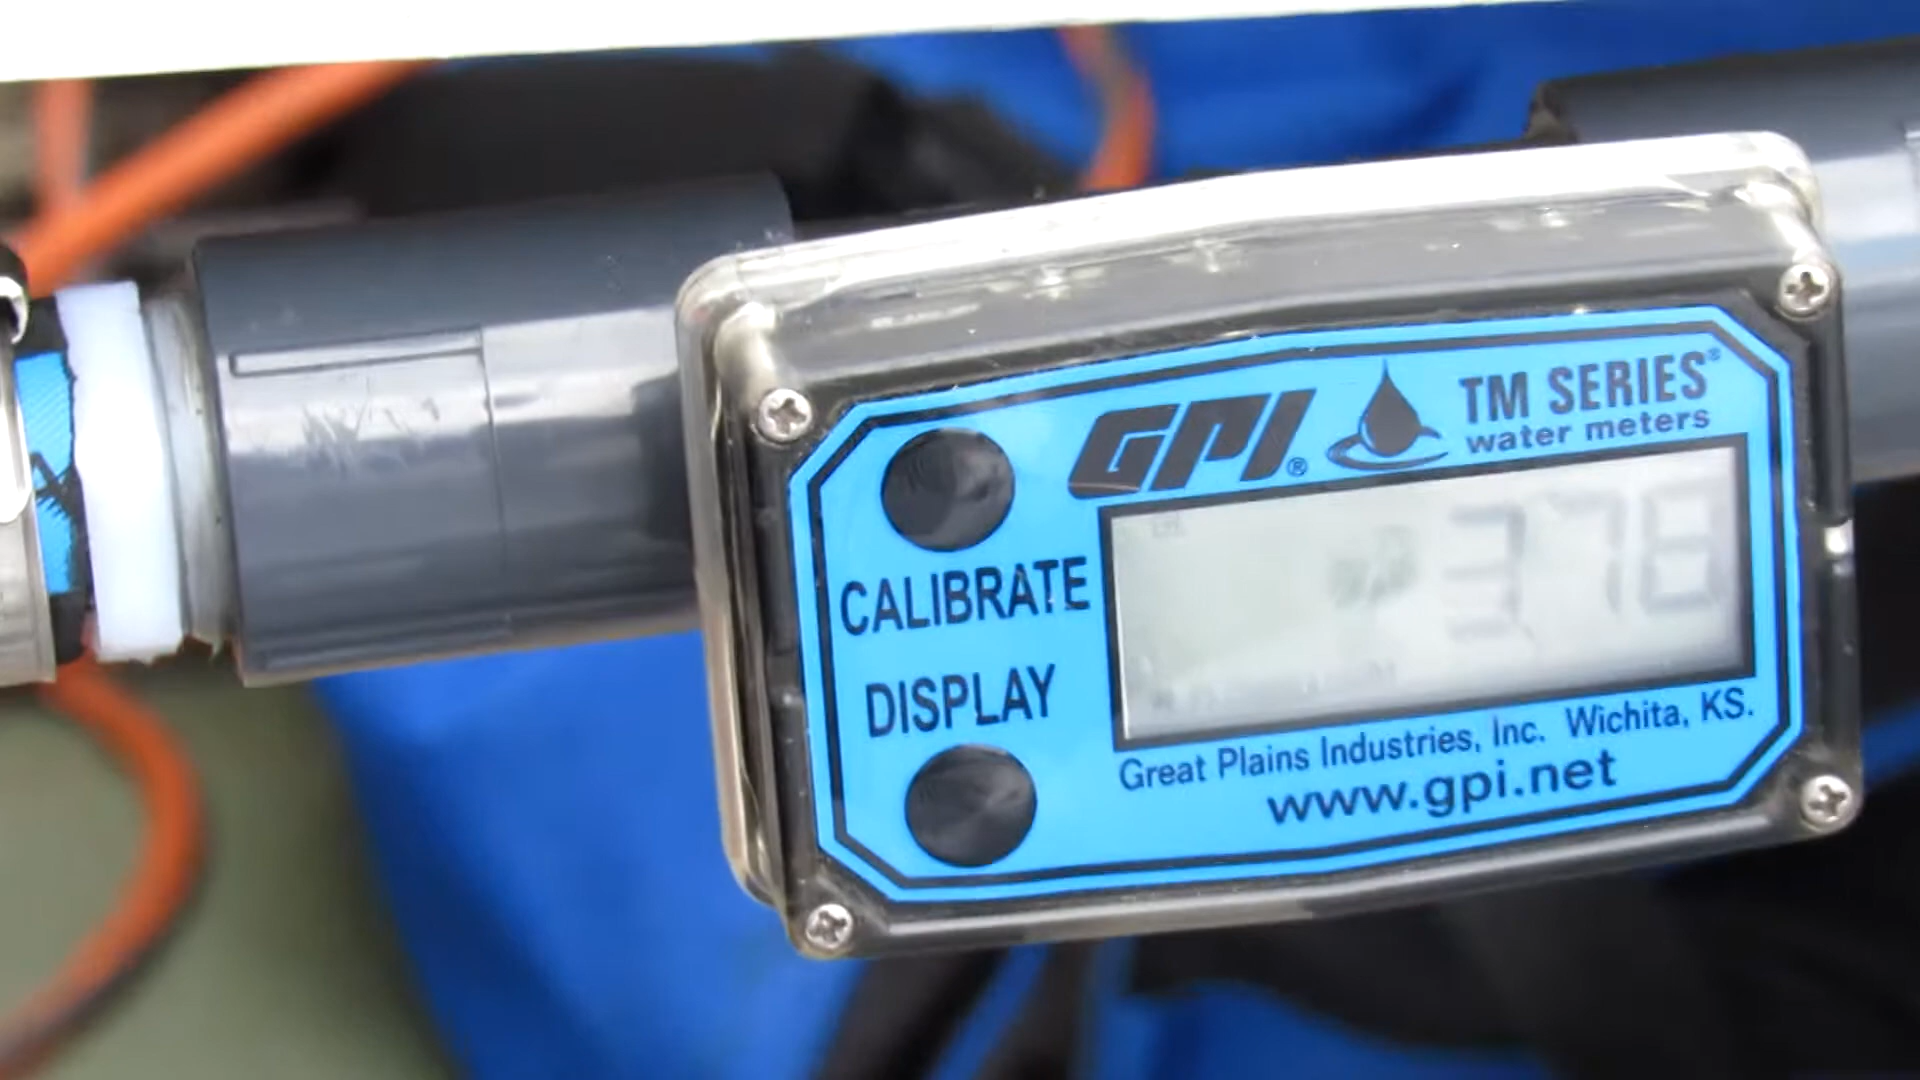 GPI®
TM SERIES®
water meters
CALIBRATE
378
DISPLAY
Great Plains Industries, Inc. Wichita, KS.
www.gpi.net